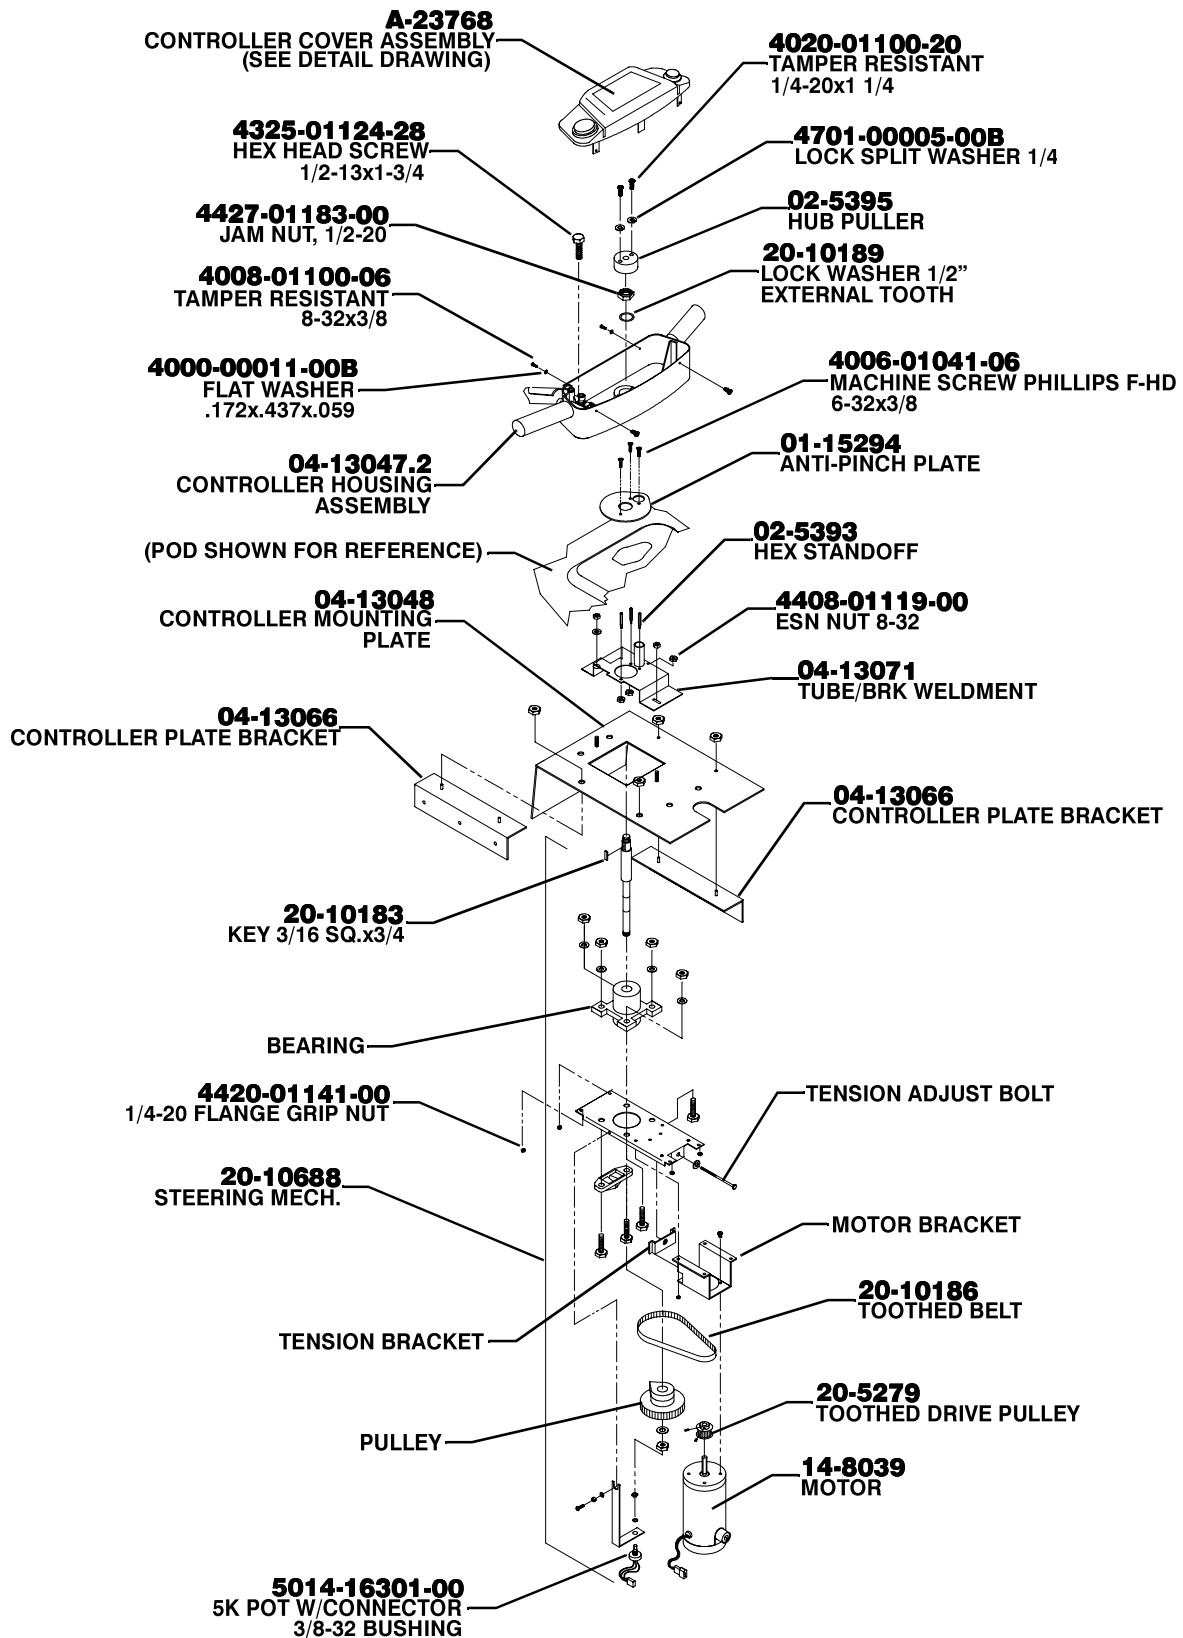 A-23768
CONTROLLER COVER ASSEMBLY
(SEE DETAIL DRAWING)
4020-01100-20
TAMPER RESISTANT
1/4-20x1 1/4
4325-01124-28
HEX HEAD SCREW
1/2-13x1-3/4
4701-00005-00B
LOCK SPLIT WASHER 1/4
4427-01183-00
JAM NUT, 1/2-20
02-5395
HUB PULLER
4008-01100-06
TAMPER RESISTANT
8-32x3/8
20-10189
LOCK WASHER 1/2”
EXTERNAL TOOTH
4000-00011-00B
FLAT WASHER
.172x.437x.059
4006-01041-06
MACHINE SCREW PHILLIPS F-HD
6-32x3/8
04-13047.2
CONTROLLER HOUSING
ASSEMBLY
01-15294
ANTI-PINCH PLATE
(POD SHOWN FOR REFERENCE)
02-5393
HEX STANDOFF
04-13048
CONTROLLER MOUNTING
PLATE
4408-01119-00
ESN NUT 8-32
04-13071
TUBE/BRK WELDMENT
04-13066
CONTROLLER PLATE BRACKET
04-13066
CONTROLLER PLATE BRACKET
20-10183
KEY 3/16 SQ.x3/4
BEARING
4420-01141-00
1/4-20 FLANGE GRIP NUT
TENSION ADJUST BOLT
20-10688
STEERING MECH.
MOTOR BRACKET
20-10186
TOOTHED BELT
TENSION BRACKET
20-5279
TOOTHED DRIVE PULLEY
PULLEY
14-8039
MOTOR
5014-16301-00
5K POT W/CONNECTOR
3/8-32 BUSHING